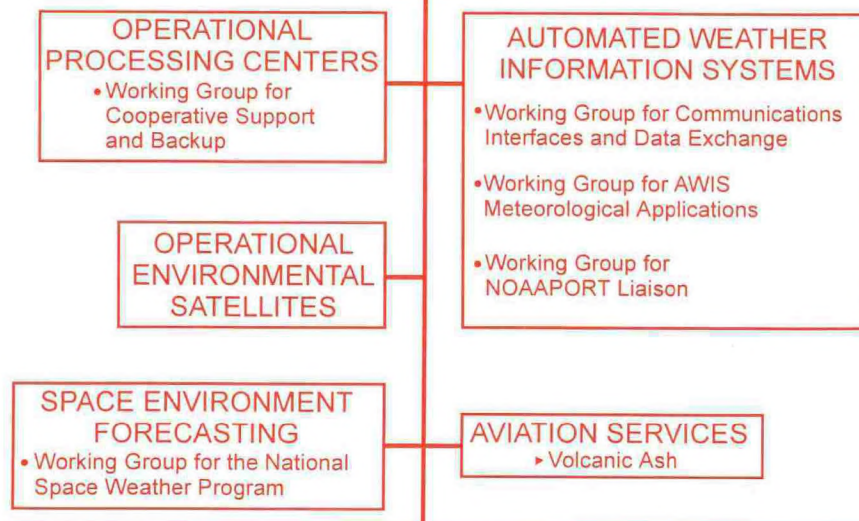 OPERATIONAL
PROCESSING CENTERS
• Working Group for
Cooperative Support
and Backup
AUTOMATED WEATHER
INFORMATION SYSTEMS
• Working Group for Communications
Interfaces and Data Exchange
• Working Group for AWIS
Meteorological Applications
• Working Group for
NOAAPORT Liaison
OPERATIONAL
ENVIRONMENTAL
SATELLITES
SPACE ENVIRONMENT
FORECASTING
• Working Group for the National
Space Weather Program
AVIATION SERVICES
▸ Volcanic Ash